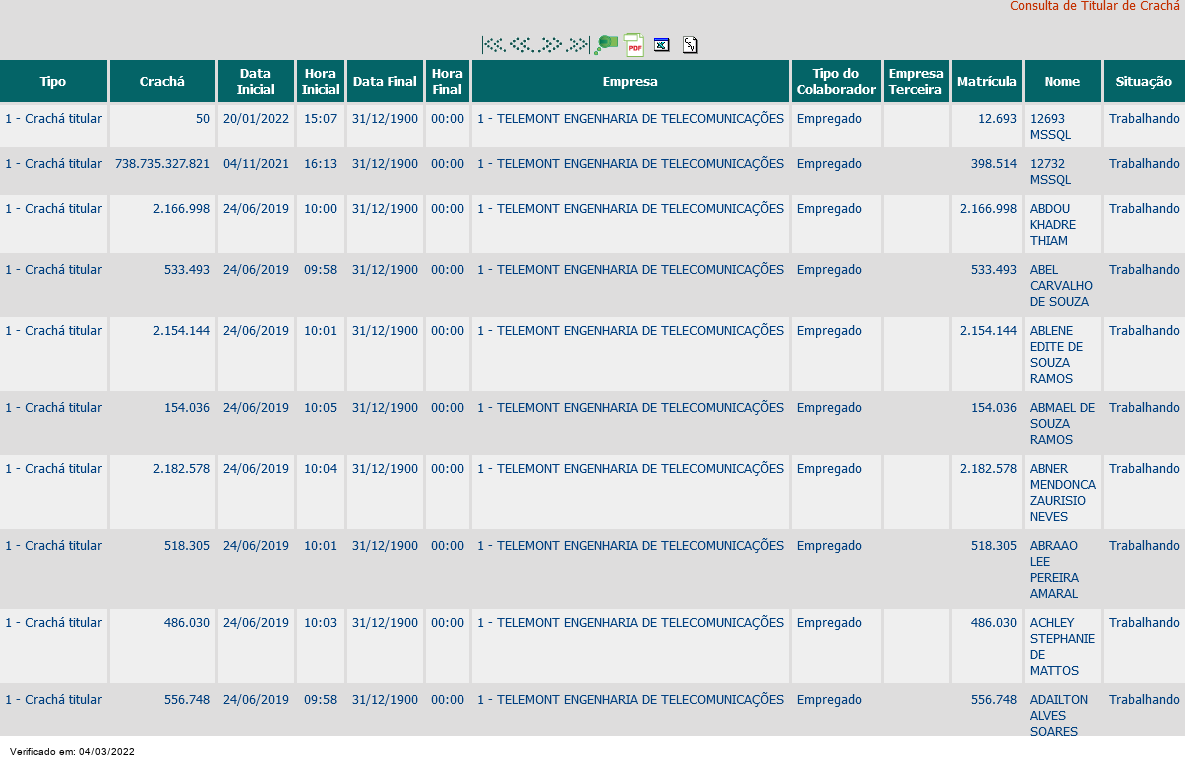 Consulta de Titular de Crachá
PDF
Tipo Crachá Data Inicial Hora Inicial Data Final Hora Final Empresa Tipo do Colaborador Empresa Terceira Matrícula Nome Situação
1 - Crachá titular 50 20/01/2022 15:07 31/12/1900 00:00 1 - TELEMONT ENGENHARIA DE TELECOMUNICAÇÕES Empregado 12.693 12693 Trabalhando
MSSQL
1 - Crachá titular 738.735.327.821 04/11/2021 16:13 31/12/1900 00:00 1 - TELEMONT ENGENHARIA DE TELECOMUNICAÇÕES Empregado 398.514 12732 Trabalhando
MSSQL
1 - Crachá titular 2.166.998 24/06/2019 10:00 31/12/1900 00:00 1 - TELEMONT ENGENHARIA DE TELECOMUNICAÇÕES Empregado 2.166.998 ABDOU Trabalhando
KHADRE
THIAM
1 - Crachá titular 533.493 24/06/2019 09:58 31/12/1900 00:00 1 - TELEMONT ENGENHARIA DE TELECOMUNICAÇÕES Empregado 533.493 ABEL Trabalhando
CARVALHO
DE SOUZA
1 - Crachá titular 2.154.144 24/06/2019 10:01 31/12/1900 00:00 1 - TELEMONT ENGENHARIA DE TELECOMUNICAÇÕES Empregado 2.154.144 ABLENE Trabalhando
EDITE DE
SOUZA
RAMOS
1 - Crachá titular 154.036 24/06/2019 10:05 31/12/1900 00:00 1 - TELEMONT ENGENHARIA DE TELECOMUNICAÇÕES Empregado 154.036 ABMAEL DE Trabalhando
SOUZA
RAMOS
1 - Crachá titular 2.182.578 24/06/2019 10:04 31/12/1900 00:00 1 - TELEMONT ENGENHARIA DE TELECOMUNICAÇÕES Empregado 2.182.578 ABNER Trabalhando
MENDONCA
ZAURISIO
NEVES
1 - Crachá titular 518.305 24/06/2019 10:01 31/12/1900 00:00 1 - TELEMONT ENGENHARIA DE TELECOMUNICAÇÕES Empregado 518.305 ABRAAO Trabalhando
LEE
PEREIRA
AMARAL
1 - Crachá titular 486.030 24/06/2019 10:03 31/12/1900 00:00 1 - TELEMONT ENGENHARIA DE TELECOMUNICAÇÕES Empregado 486.030 ACHLEY Trabalhando
STEPHANIE
DE
MATTOS
1 - Crachá titular 556.748 24/06/2019 09:58 31/12/1900 00:00 1 - TELEMONT ENGENHARIA DE TELECOMUNICAÇÕES Empregado 556.748 ADAILTON Trabalhando
ALVES
SOARES
Verificado em: 04/03/2022